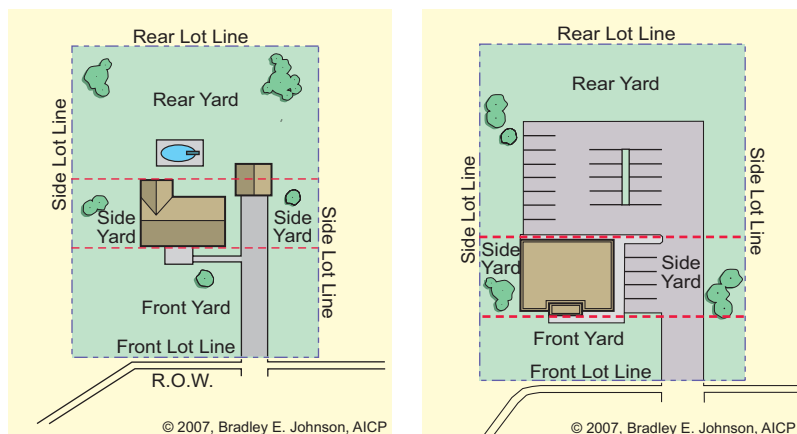 Rear Lot Line
Rear Yard
Side Lot Line
Side
Yard
Side
Yard
Side Lot Line
Front Yard
Front Lot Line
R.O.W.
© 2007, Bradley E. Johnson, AICP
Rear Lot Line
Rear Yard
Side Lot Line
Side Lot Line
Side
Yard
Side
Yard
Front Yard
Front Lot Line
© 2007, Bradley E. Johnson, AICP